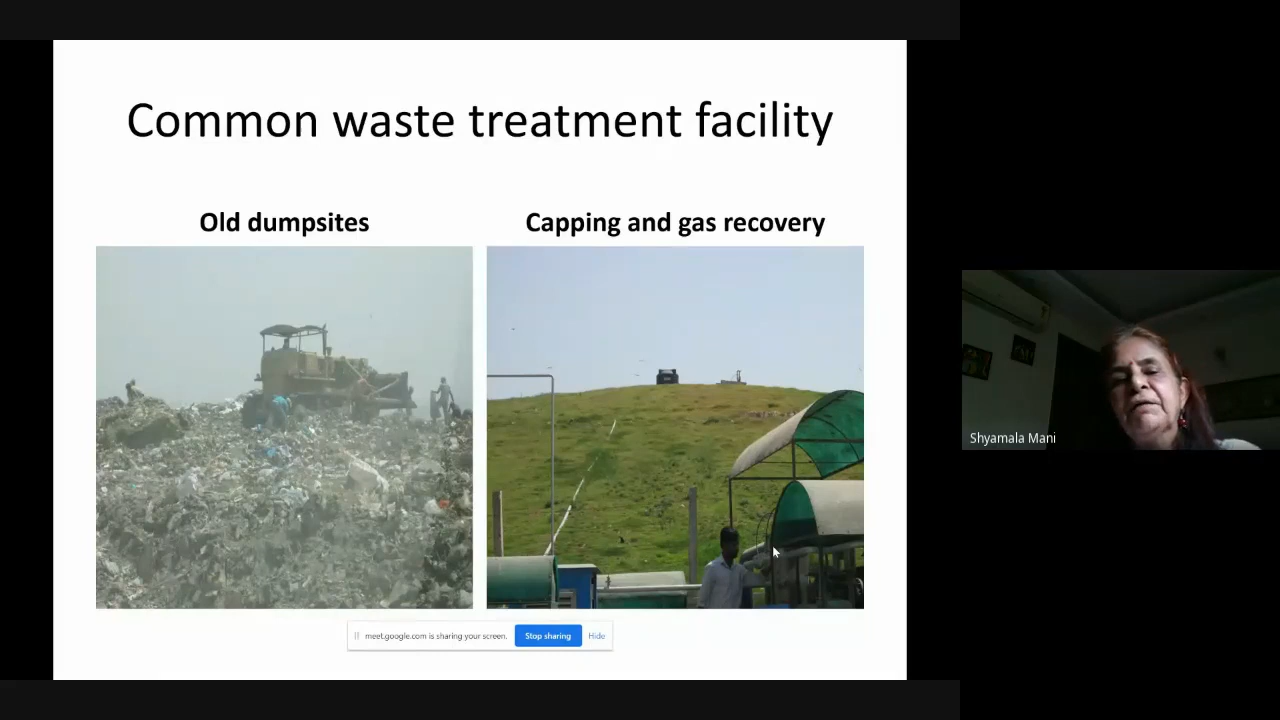 Common waste treatment facility
Old dumpsites
Capping and gas recovery
meet.google.com is sharing your screen.
Stop sharing
Hide
Shyamala Mani